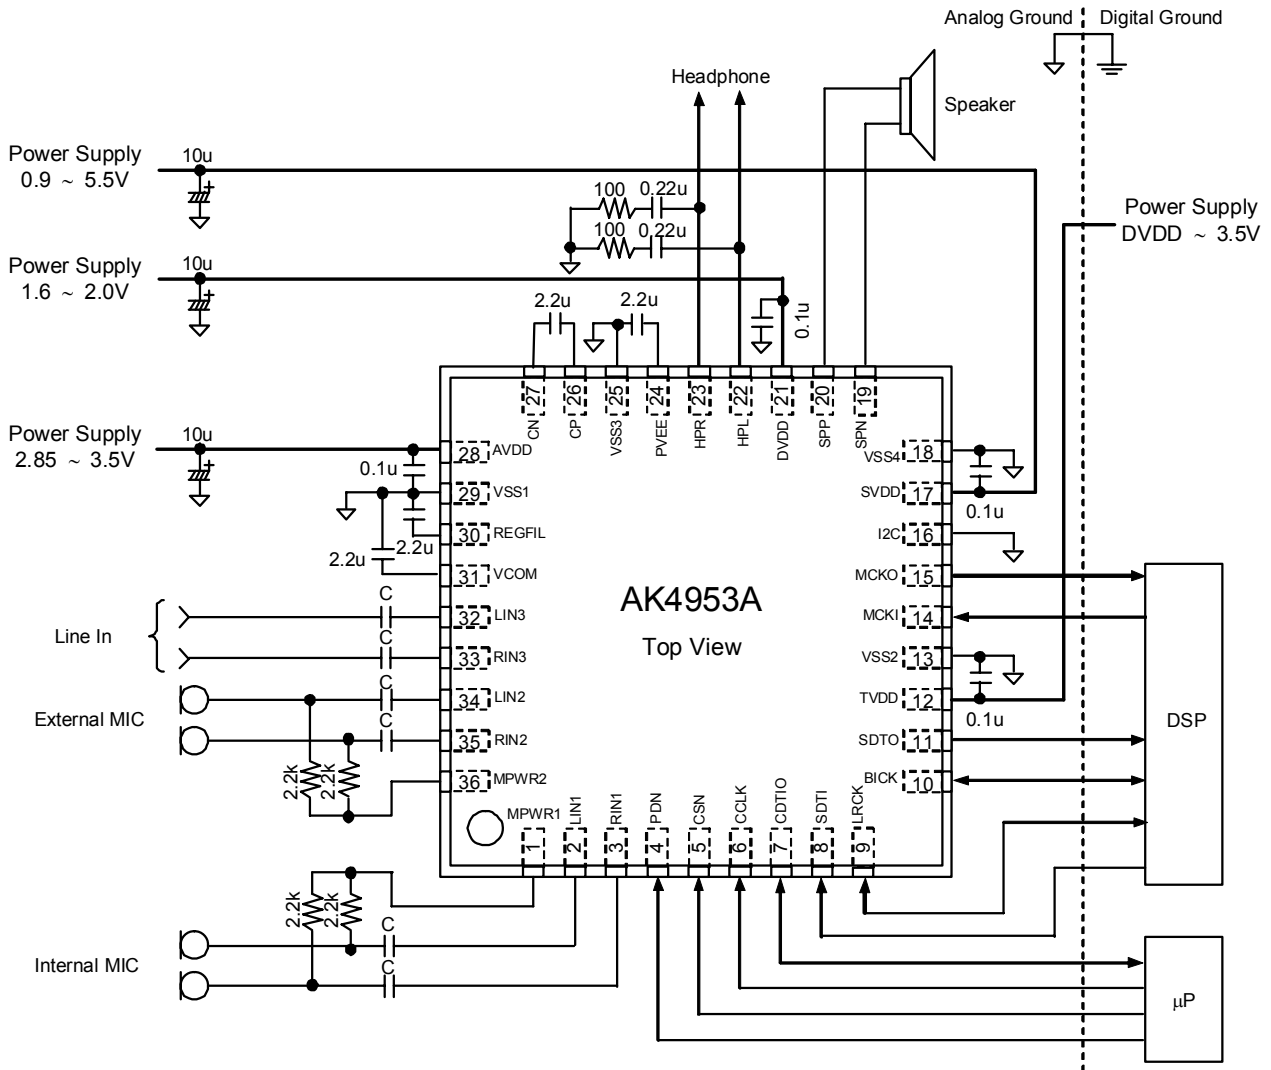 Analog Ground
Digital Ground
Headphone
Speaker
Power Supply
0.9 ~ 5.5V
10u
100
0.22u
100
0.22u
Power Supply
DVDD ~ 3.5V
Power Supply
1.6 ~ 2.0V
10u
2.2u
2.2u
0.1u
27
26
25
24
23
22
21
20
19
CN
CP
VSS3
PVEE
HPR
HPL
DVDD
SPP
SPN
Power Supply
2.85 ~ 3.5V
10u
0.1u
28
AVDD
VSS4
18
29
VSS1
SVDD
17
0.1u
30
REGFIL
I2C
16
2.2u
2.2u
31
VCOM
MCKO
15
AK4953A
Top View
Line In
C
32
LIN3
MCKI
14
C
33
RIN3
VSS2
13
External MIC
C
34
LIN2
TVDD
12
0.1u
C
35
RIN2
SDTO
11
DSP
2.2k
2.2k
36
MPWR2
BICK
10
MPWR1
LIN1
RIN1
PDN
CSN
CCLK
CDTIO
SDTI
LRCK
1
2
3
4
5
6
7
8
9
2.2k
2.2k
Internal MIC
C
C
μP